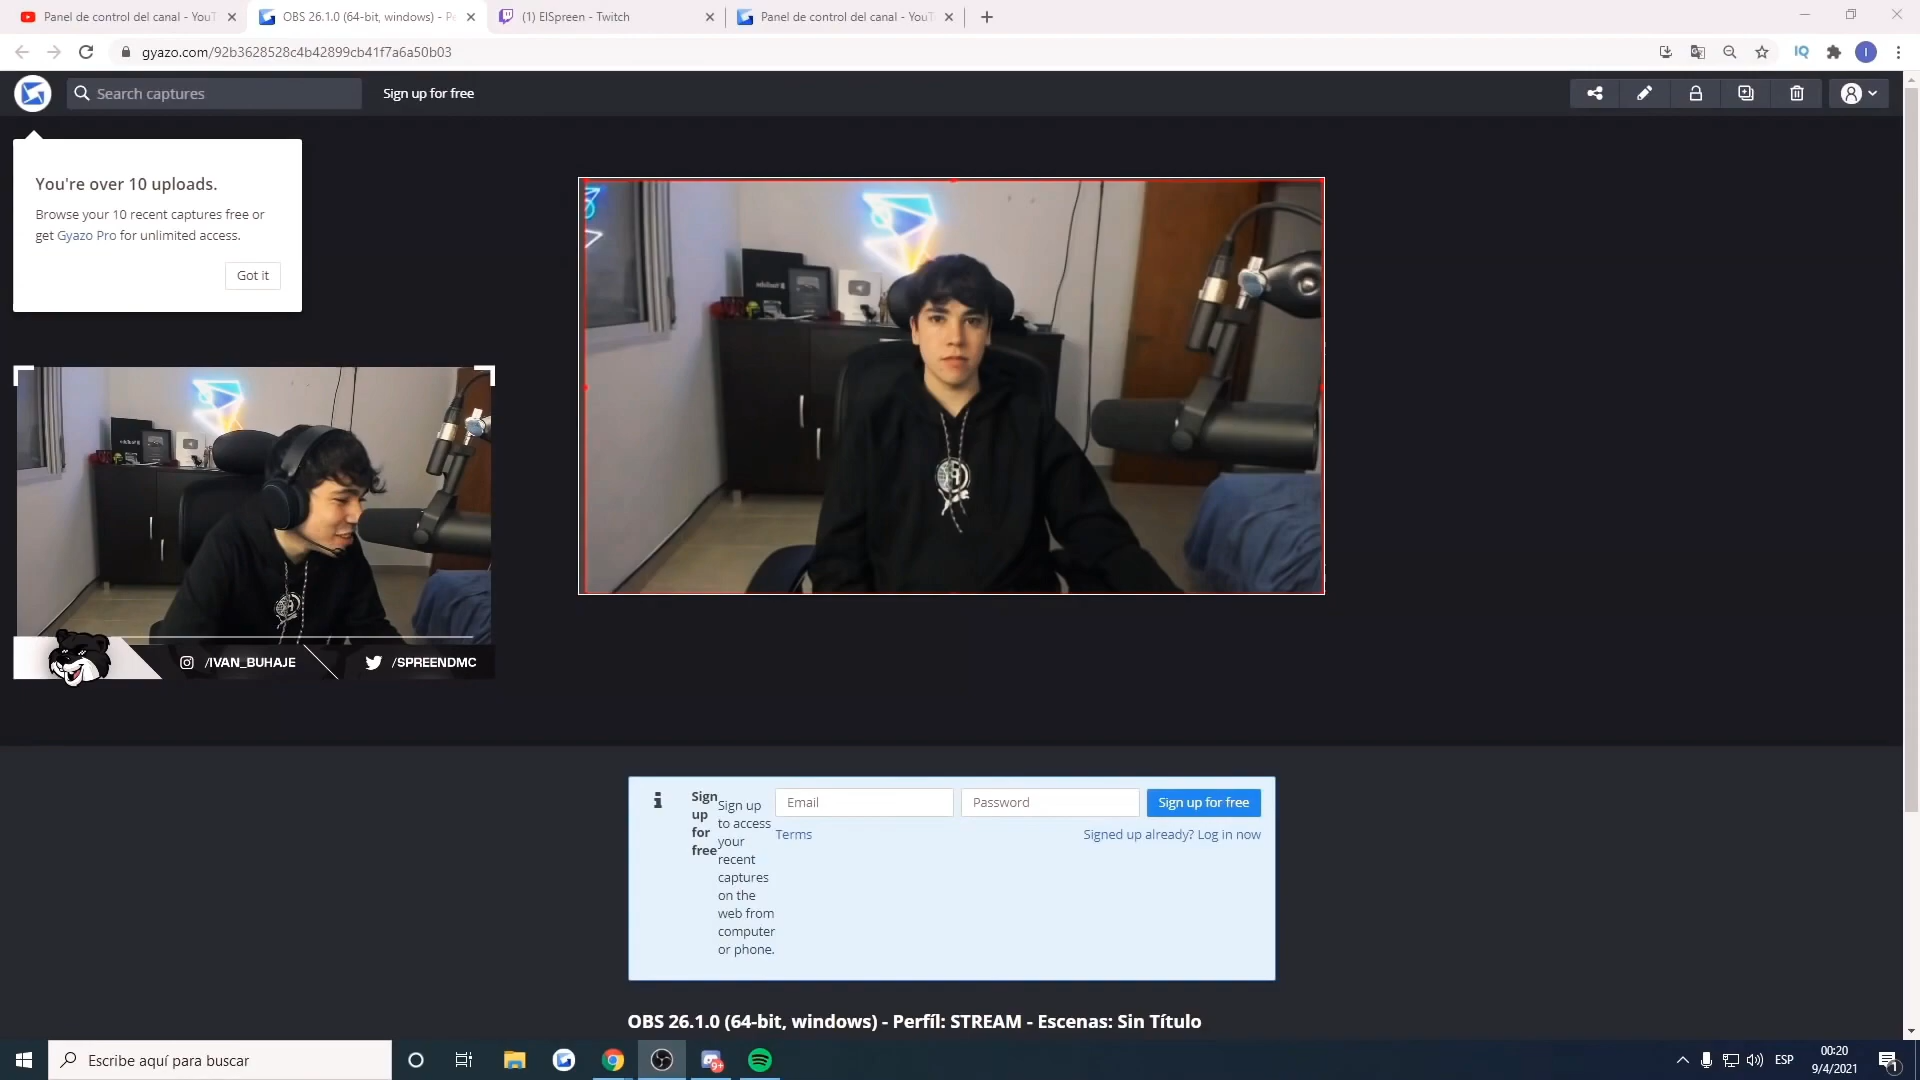 Panel de control del canal - YouT
OBS 26.1.0 (64-bit, windows) - Pe
(1) ElSpreen - Twitch
Panel de control del canal - YouT
gyazo.com/92b3628528c4b42899cb41f7a6a50b03
IQ
I
Search captures
Sign up for free
You're over 10 uploads.
Browse your 10 recent captures free or
get Gyazo Pro for unlimited access.
Got it
/IVAN_BUHAJE
/SPREENDMC
Sign
up
for
free
Sign up
to access
your
recent
captures
on the
web from
computer
or phone.
Email
Password
Sign up for free
Terms
Signed up already? Log in now
OBS 26.1.0 (64-bit, windows) - Perfíl: STREAM - Escenas: Sin Título
Escribe aquí para buscar
9+
ESP
00:20
9/4/2021
1